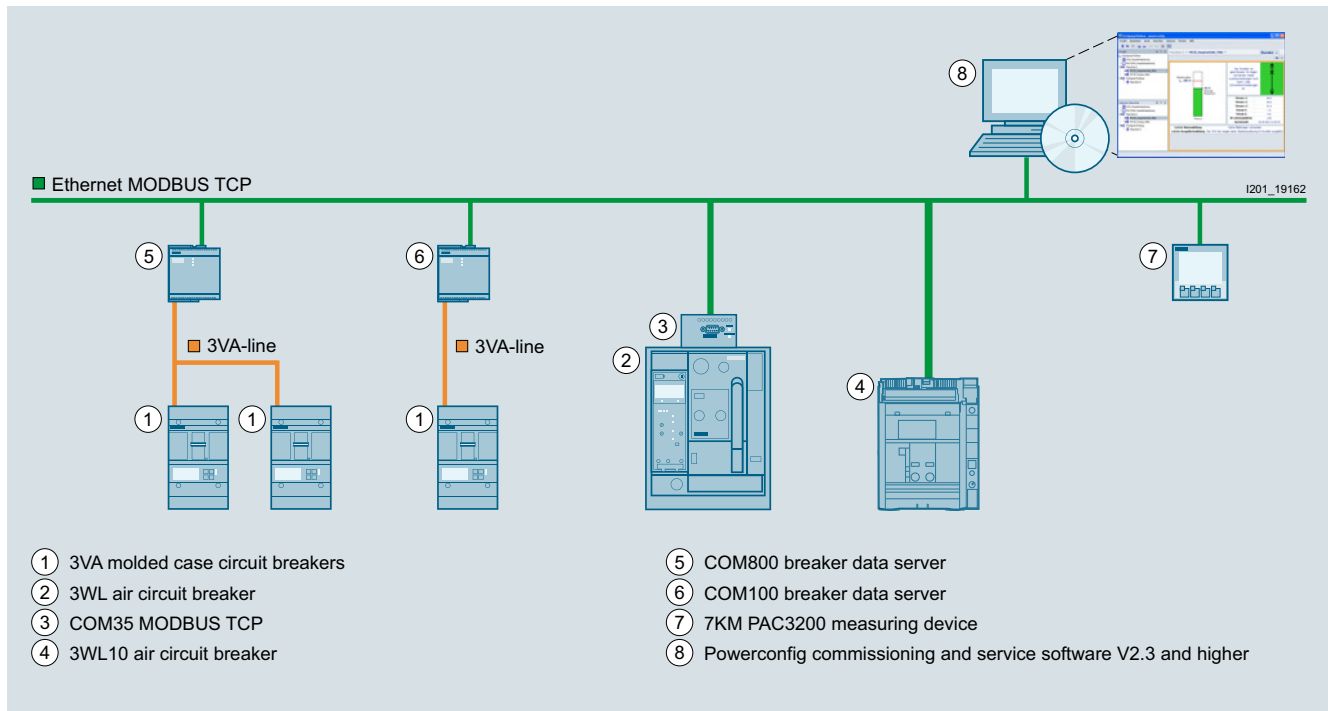 8
Ethernet MODBUS TCP
I201_19162
5
6
7
3VA-line
3VA-line
3
2
4
1
1
1
1 3VA molded case circuit breakers
2 3WL air circuit breaker
3 COM35 MODBUS TCP
4 3WL10 air circuit breaker
5 COM800 breaker data server
6 COM100 breaker data server
7 7KM PAC3200 measuring device
8 Powerconfig commissioning and service software V2.3 and higher